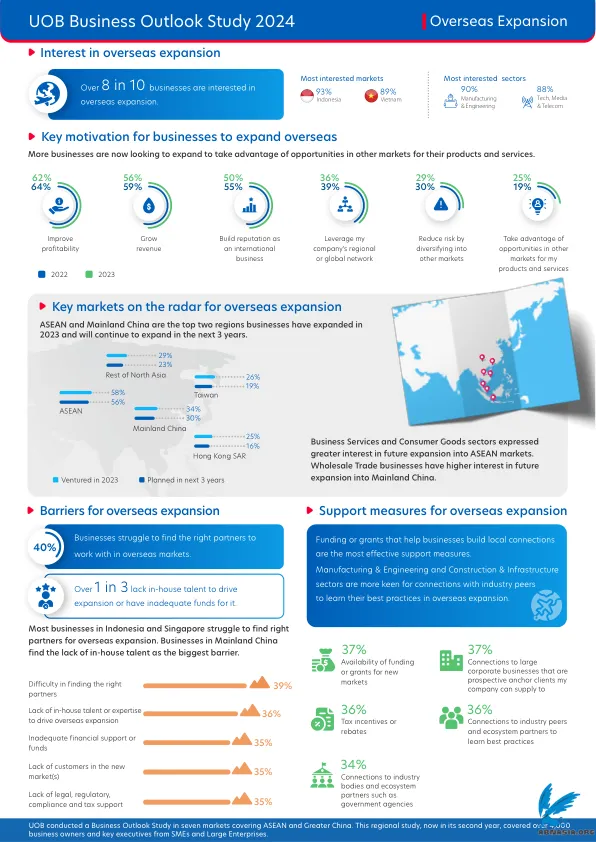 UOB Business Outlook Study 2024
Overseas Expansion
Interest in overseas expansion
Over 8 in 10 businesses are interested in
overseas expansion.
Most interested markets
93%
Indonesia
89%
Vietnam
Most interested sectors
90%
Manufacturing
& Engineering
88%
Tech, Media
& Telecom
Key motivation for businesses to expand overseas
More businesses are now looking to expand to take advantage of opportunities in other markets for their products and services.
62%
64%
Improve
profitability
56%
59%
Grow
revenue
50%
55%
Build reputation as
an international
business
36%
39%
Leverage my
company's regional
or global network
29%
30%
Reduce risk by
diversifying into
other markets
25%
19%
Take advantage of
opportunities in other
markets for my
products and services
2022
2023
Key markets on the radar for overseas expansion
ASEAN and Mainland China are the top two regions businesses have expanded in
2023 and will continue to expand in the next 3 years.
29%
23%
Rest of North Asia
26%
19%
Taiwan
58%
56%
ASEAN
34%
30%
Mainland China
25%
16%
Hong Kong SAR
Ventured in 2023
Planned in next 3 years
Business Services and Consumer Goods sectors expressed
greater interest in future expansion into ASEAN markets.
Wholesale Trade businesses have higher interest in future
expansion into Mainland China.
Barriers for overseas expansion
40%
Businesses struggle to find the right partners to
work with in overseas markets.
Over 1 in 3 lack in-house talent to drive
expansion or have inadequate funds for it.
Most businesses in Indonesia and Singapore struggle to find right
partners for overseas expansion. Businesses in Mainland China
find the lack of in-house talent as the biggest barrier.
Difficulty in finding the right
partners
39%
Lack of in-house talent or expertise
to drive overseas expansion
36%
Inadequate financial support or
funds
35%
Lack of customers in the new
market(s)
35%
Lack of legal, regulatory,
compliance and tax support
35%
Support measures for overseas expansion
Funding or grants that help businesses build local connections
are the most effective support measures.
Manufacturing & Engineering and Construction & Infrastructure
sectors are more keen for connections with industry peers
to learn their best practices in overseas expansion.
37%
Availability of funding
or grants for new
markets
37%
Connections to large
corporate businesses that are
prospective anchor clients my
company can supply to
36%
Tax incentives or
rebates
36%
Connections to industry peers
and ecosystem partners to
learn best practices
34%
Connections to industry
bodies and ecosystem
partners such as
government agencies
UOB conducted a Business Outlook Study in seven markets covering ASEAN and Greater China. This regional study, now in its second year, covered over 4,000
business owners and key executives from SMEs and Large Enterprises.